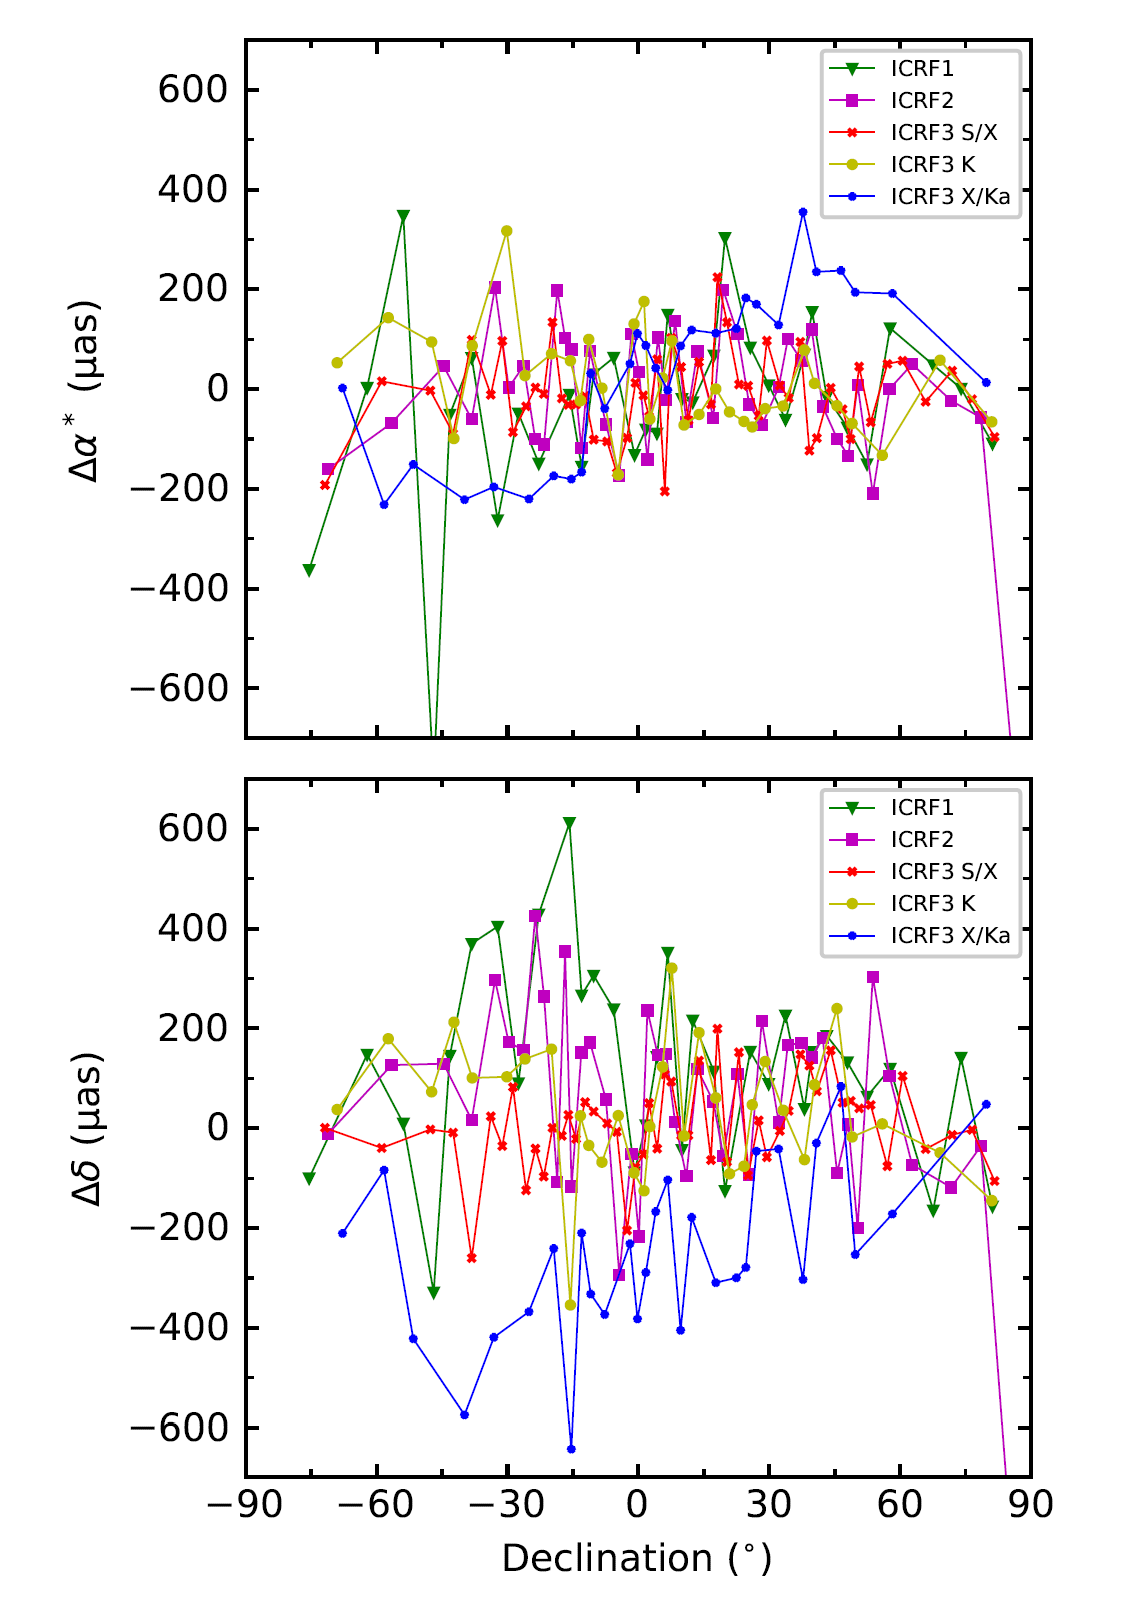 600
400
200
0
−200
−400
−600
Δα* (μas)
ICRF1
ICRF2
ICRF3 S/X
ICRF3 K
ICRF3 X/Ka
600
400
200
0
−200
−400
−600
Δδ (μas)
ICRF1
ICRF2
ICRF3 S/X
ICRF3 K
ICRF3 X/Ka
−90 −60 −30 0 30 60 90
Declination (°)